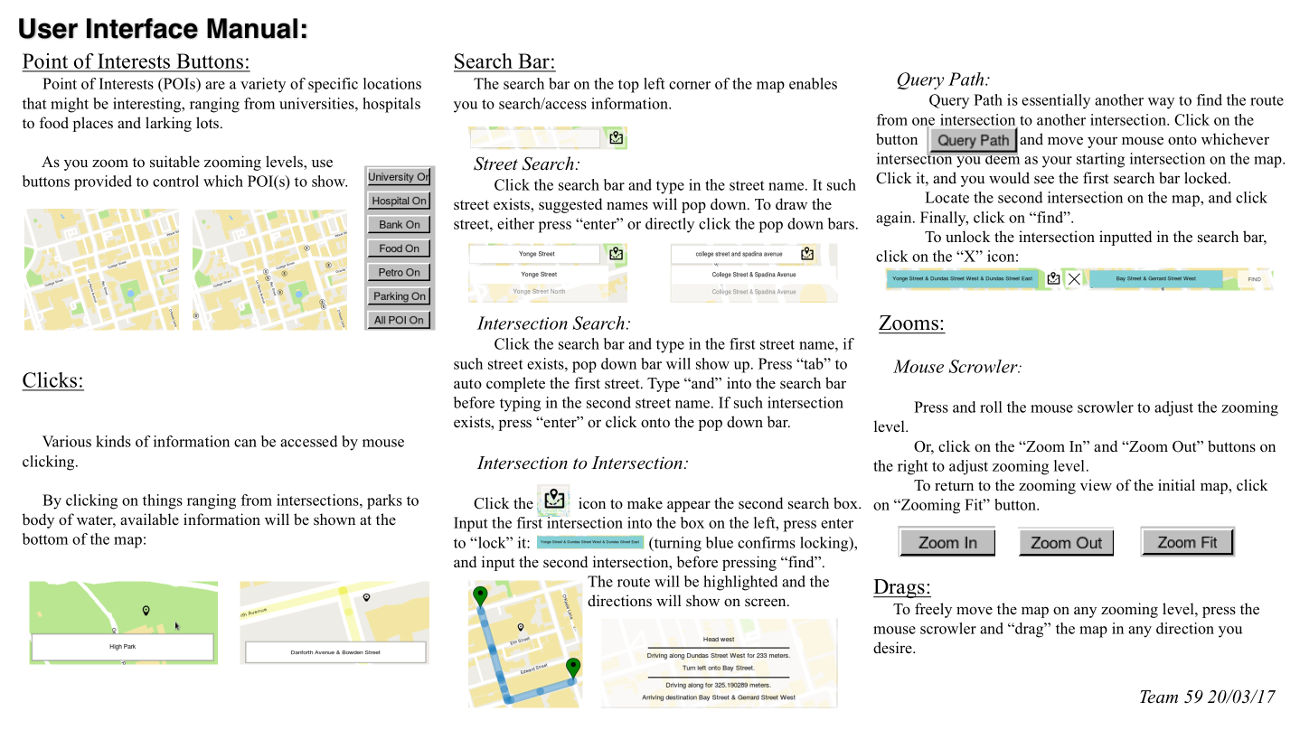 User Interface Manual:
Point of Interests Buttons:
Point of Interests (POIs) are a variety of specific locations
that might be interesting, ranging from universities, hospitals
to food places and larking lots.
As you zoom to suitable zooming levels, use
buttons provided to control which POI(s) to show.
University On
Hospital On
Bank On
Food On
Petro On
Parking On
All POI On
Clicks:
Various kinds of information can be accessed by mouse
clicking.
By clicking on things ranging from intersections, parks to
body of water, available information will be shown at the
bottom of the map:
High Park
th Avenue
Danforth Avenue & Bowden Street
Search Bar:
The search bar on the top left corner of the map enables
you to search/access information.
Street Search:
Click the search bar and type in the street name. It such
street exists, suggested names will pop down. To draw the
street, either press “enter” or directly click the pop down bars.
Yonge Street
Yonge Street
Yonge Street North
college street and spadina avenue
College Street & Spadina Avenue
College Street & Spadina Avenue
Intersection Search:
Click the search bar and type in the first street name, if
such street exists, pop down bar will show up. Press “tab” to
auto complete the first street. Type “and” into the search bar
before typing in the second street name. If such intersection
exists, press “enter” or click onto the pop down bar.
Intersection to Intersection:
Click the icon to make appear the second search box.
Input the first intersection into the box on the left, press enter
to “lock” it: Yonge Street & Dundas Street West & Dundas Street East (turning blue confirms locking),
and input the second intersection, before pressing “find”.
The route will be highlighted and the
directions will show on screen.
Elm Street
Edward Street
Head west
Driving along Dundas Street West for 233 meters.
Turn left onto Bay Street.
Driving along for 325.190289 meters.
Arriving destination Bay Street & Gerrard Street West
Query Path:
Query Path is essentially another way to find the route
from one intersection to another intersection. Click on the
button Query Path and move your mouse onto whichever
intersection you deem as your starting intersection on the map.
Click it, and you would see the first search bar locked.
Locate the second intersection on the map, and click
again. Finally, click on “find”.
To unlock the intersection inputted in the search bar,
click on the “X” icon:
Yonge Street & Dundas Street West & Dundas Street East
Bay Street & Gerrard Street West
FIND
Zooms:
Mouse Scrowler:
Press and roll the mouse scrowler to adjust the zooming
level.
Or, click on the “Zoom In” and “Zoom Out” buttons on
the right to adjust zooming level.
To return to the zooming view of the initial map, click
on “Zooming Fit” button.
Zoom In
Zoom Out
Zoom Fit
Drags:
To freely move the map on any zooming level, press the
mouse scrowler and “drag” the map in any direction you
desire.
Team 59 20/03/17